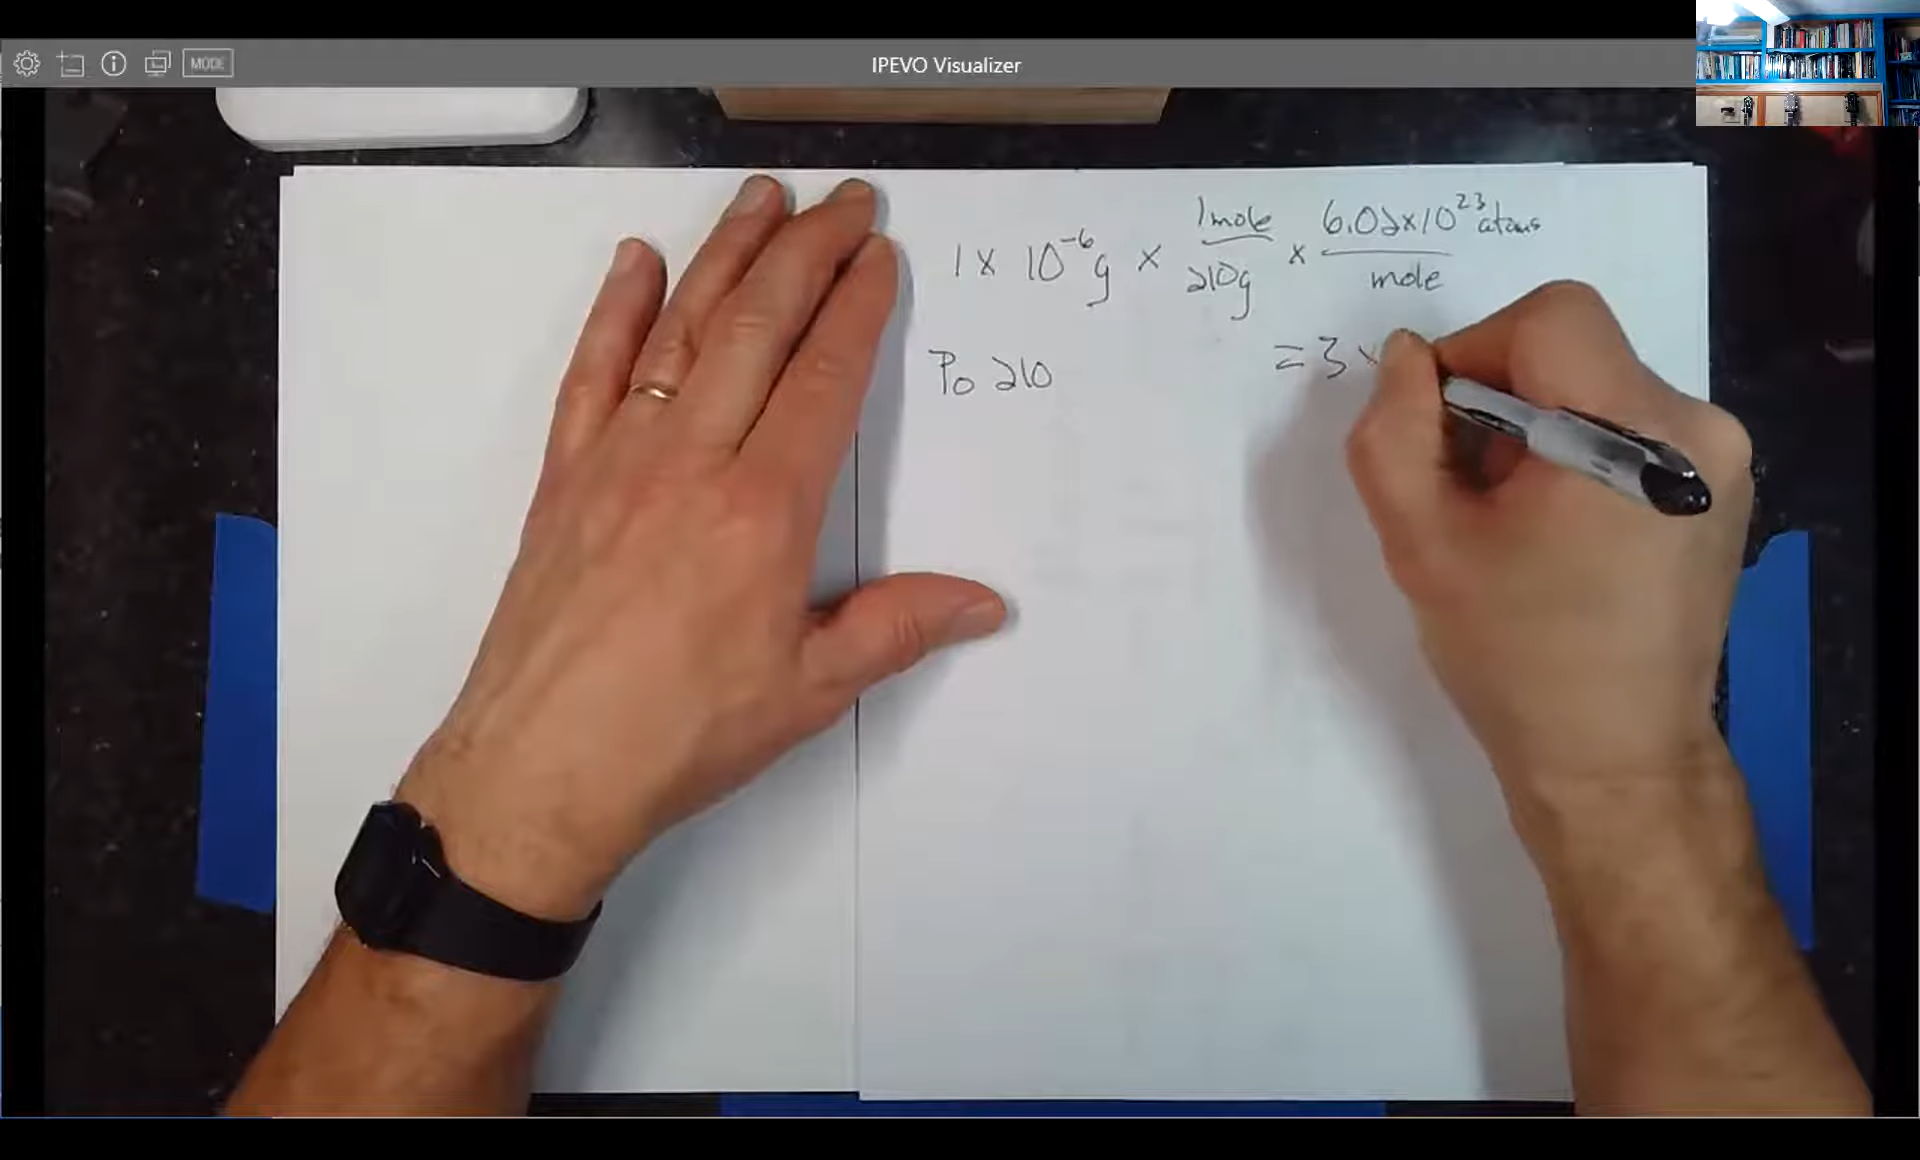 MODE
IPEVO Visualizer
1 x 10⁻⁶g x 1mole/210g x 6.02x10²³ atoms/mole
Po 210
= 3 x